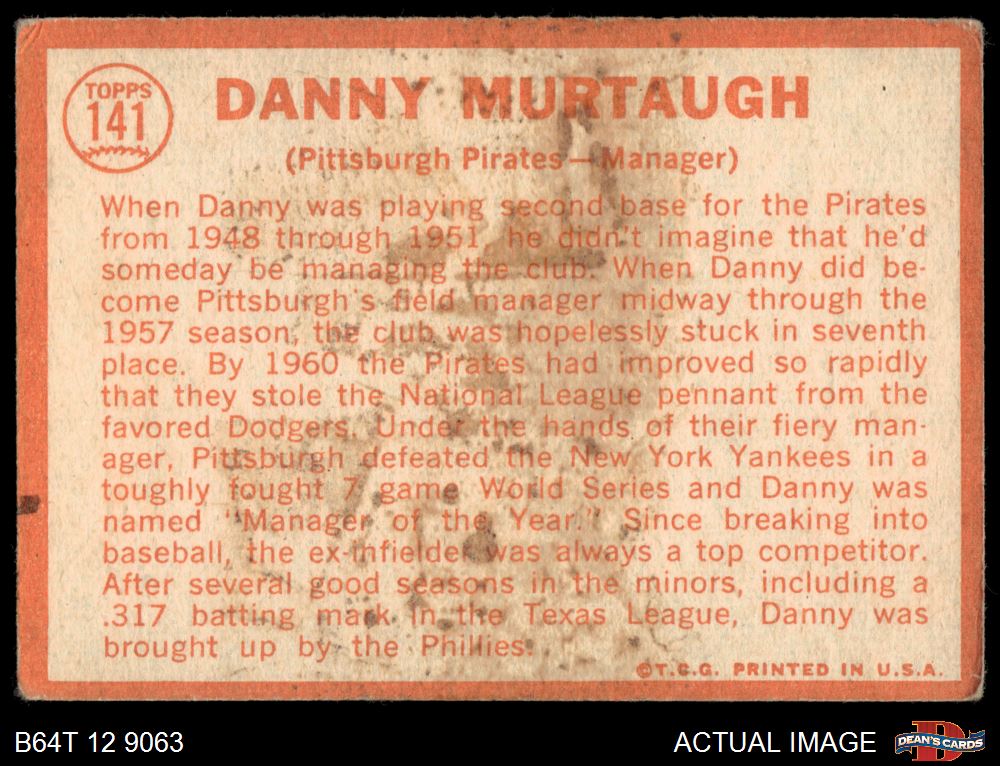 TOPPS
141
DANNY MURTAUGH
(Pittsburgh Pirates—Manager)
When Danny was playing second base for the Pirates
from 1948 through 1951, he didn't imagine that he'd
someday be managing the club. When Danny did be-
come Pittsburgh's field manager midway through the
1957 season, the club was hopelessly stuck in seventh
place. By 1960 the Pirates had improved so rapidly
that they stole the National League pennant from the
favored Dodgers. Under the hands of their fiery man-
ager, Pittsburgh defeated the New York Yankees in a
toughly fought 7 game World Series and Danny was
named "Manager of the Year." Since breaking into
baseball, the ex-infielder was always a top competitor.
After several good seasons in the minors, including a
.317 batting mark in the Texas League, Danny was
brought up by the Phillies.
©T.C.G. PRINTED IN U.S.A.
B64T 12 9063
ACTUAL IMAGE
DEAN'S CARDS